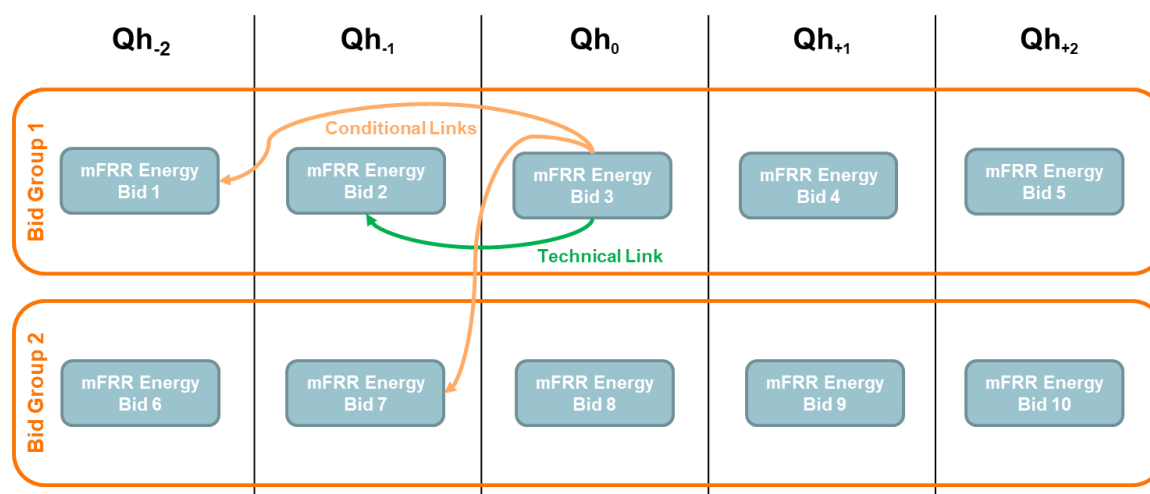 Qh-2
Qh-1
Qh0
Qh+1
Qh+2
Bid Group 1
Conditional Links
mFRR Energy
Bid 1
mFRR Energy
Bid 2
mFRR Energy
Bid 3
mFRR Energy
Bid 4
mFRR Energy
Bid 5
Technical Link
Bid Group 2
mFRR Energy
Bid 6
mFRR Energy
Bid 7
mFRR Energy
Bid 8
mFRR Energy
Bid 9
mFRR Energy
Bid 10